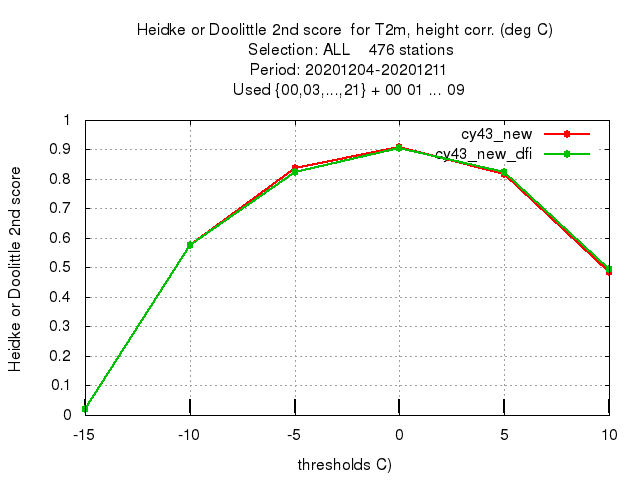 Heidke or Doolittle 2nd score  for T2m, height corr. (deg C)
Selection: ALL    476 stations
Period: 20201204-20201211
Used {00,03,...,21} + 00 01 ... 09
Heidke or Doolittle 2nd score
1
0.9
0.8
0.7
0.6
0.5
0.4
0.3
0.2
0.1
0
cy43_new
cy43_new_dfi
-15 -10 -5 0 5 10
thresholds C)